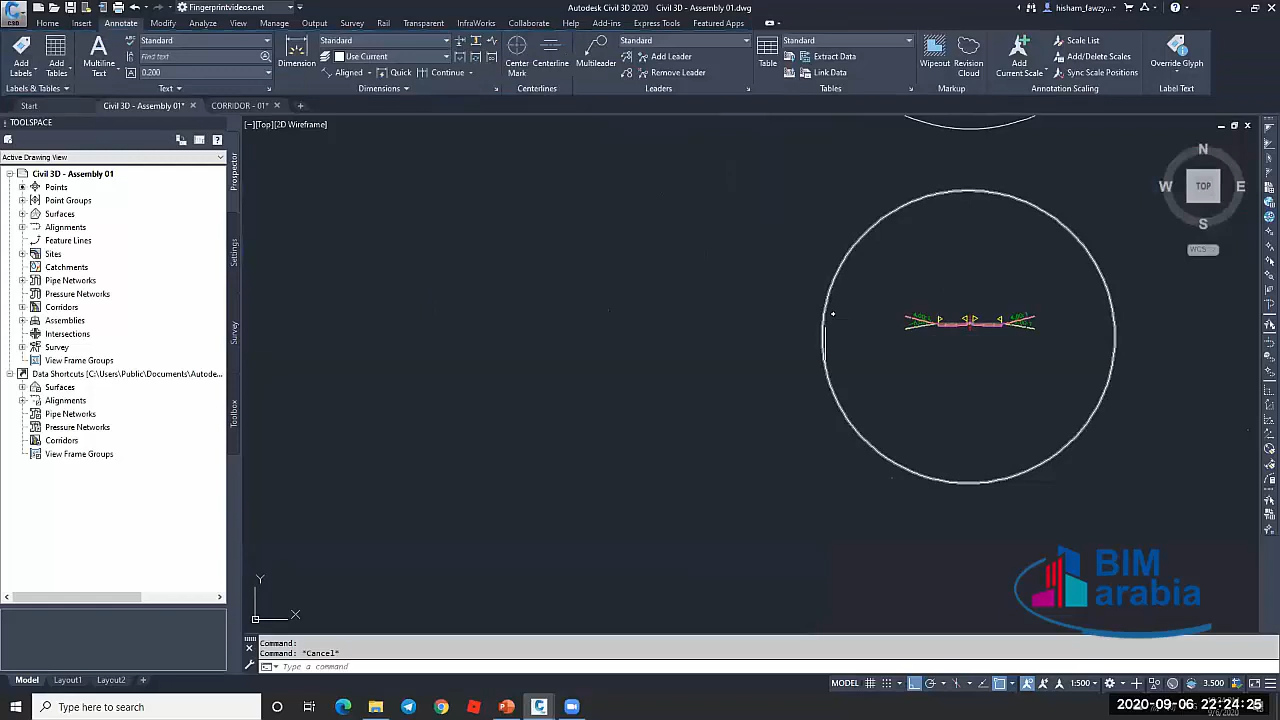 Fingerprintvideos.net
Autodesk Civil 3D 2020 Civil 3D - Assembly 01.dwg
hisham_fawzy...
C3D
Home Insert Annotate Modify Analyze View Manage Output Survey Rail Transparent InfraWorks Collaborate Help Add-ins Express Tools Featured Apps
Add Labels
Add Tables
Labels & Tables
Multiline Text
Standard
Find text
0.200
Text
Dimension
Standard
Use Current
Aligned Quick Continue
Dimensions
Center Mark
Centerline
Centerlines
Multileader
Standard
Add Leader
Remove Leader
Leaders
Table
Standard
Extract Data
Link Data
Tables
Wipeout
Revision Cloud
Markup
Add Current Scale
Scale List
Add/Delete Scales
Sync Scale Positions
Annotation Scaling
Override Glyph
Label Text
Start Civil 3D - Assembly 01* CORRIDOR - 01*
TOOLSPACE
Active Drawing View
Civil 3D - Assembly 01
Points
Point Groups
Surfaces
Alignments
Feature Lines
Sites
Catchments
Pipe Networks
Pressure Networks
Corridors
Assemblies
Intersections
Survey
View Frame Groups
Data Shortcuts [C:\Users\Public\Documents\Autode...
Surfaces
Alignments
Pipe Networks
Pressure Networks
Corridors
View Frame Groups
Prospector
Settings
Survey
Toolbox
[−][Top][2D Wireframe]
N
W TOP E
S
WCS
Y
X
BIM
arabia
Command:
Command: *Cancel*
Type a command
Model Layout1 Layout2
MODEL 1:500 3.500
Type here to search
2020-09-06 22:24:25